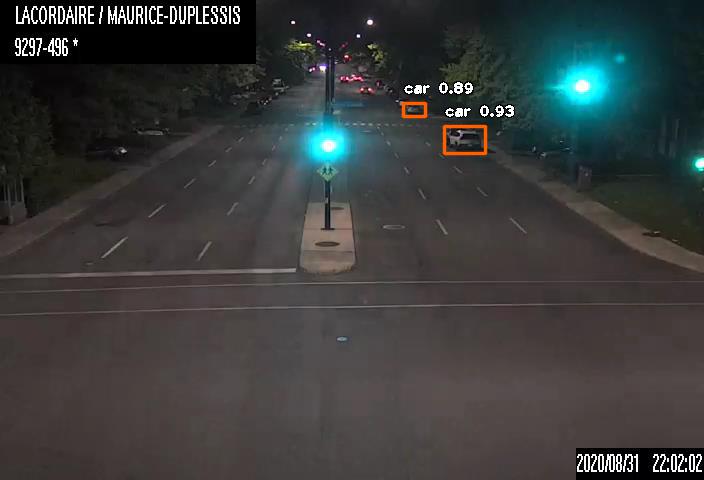 LACORDAIRE / MAURICE-DUPLESSIS
9297-496 *
car 0.89
car 0.93
2020/08/31 22:02:02